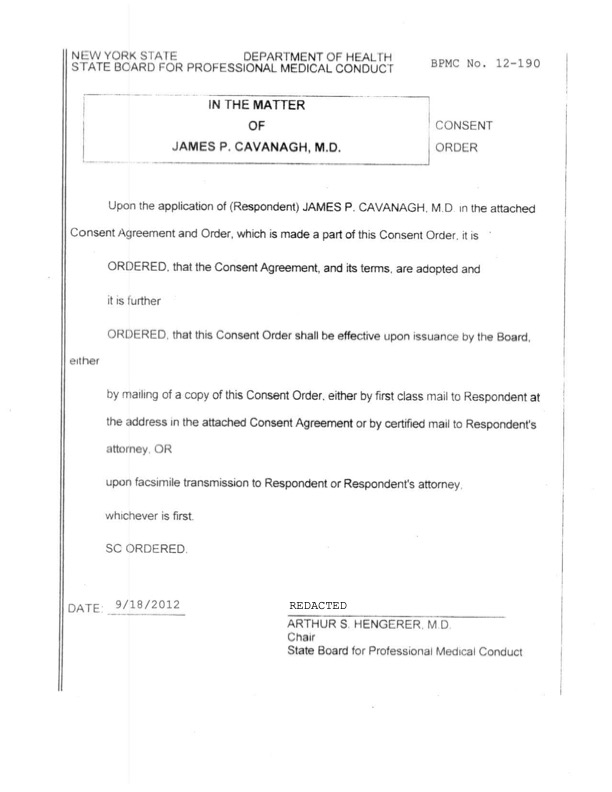 NEW YORK STATE DEPARTMENT OF HEALTH
STATE BOARD FOR PROFESSIONAL MEDICAL CONDUCT
BPMC No. 12-190
IN THE MATTER
OF
JAMES P. CAVANAGH, M.D.
CONSENT
ORDER
Upon the application of (Respondent) JAMES P. CAVANAGH, M.D. in the attached
Consent Agreement and Order, which is made a part of this Consent Order, it is
ORDERED, that the Consent Agreement, and its terms, are adopted and
it is further
ORDERED, that this Consent Order shall be effective upon issuance by the Board,
either
by mailing of a copy of this Consent Order, either by first class mail to Respondent at
the address in the attached Consent Agreement or by certified mail to Respondent's
attorney, OR
upon facsimile transmission to Respondent or Respondent's attorney,
whichever is first.
SC ORDERED.
DATE: 9/18/2012
REDACTED
ARTHUR S. HENGERER, M.D.
Chair
State Board for Professional Medical Conduct